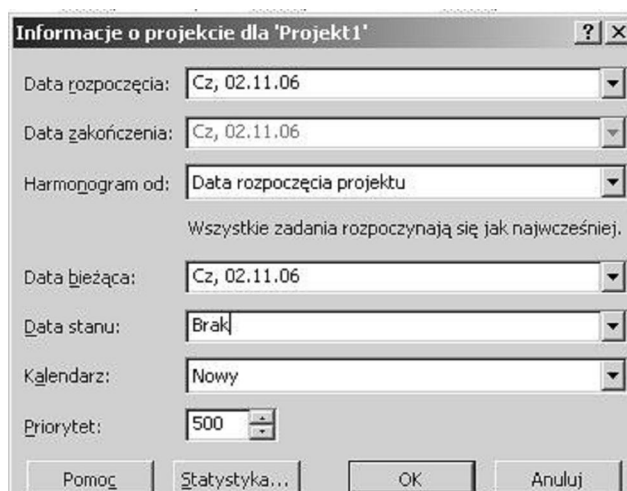 Informacje o projekcie dla 'Projekt1'
Data rozpoczęcia: Cz, 02.11.06
Data zakończenia: Cz, 02.11.06
Harmonogram od: Data rozpoczęcia projektu
Wszystkie zadania rozpoczynają się jak najwcześniej.
Data bieżąca: Cz, 02.11.06
Data stanu: Brak
Kalendarz: Nowy
Priorytet: 500
Pomoc Statystyka... OK Anuluj